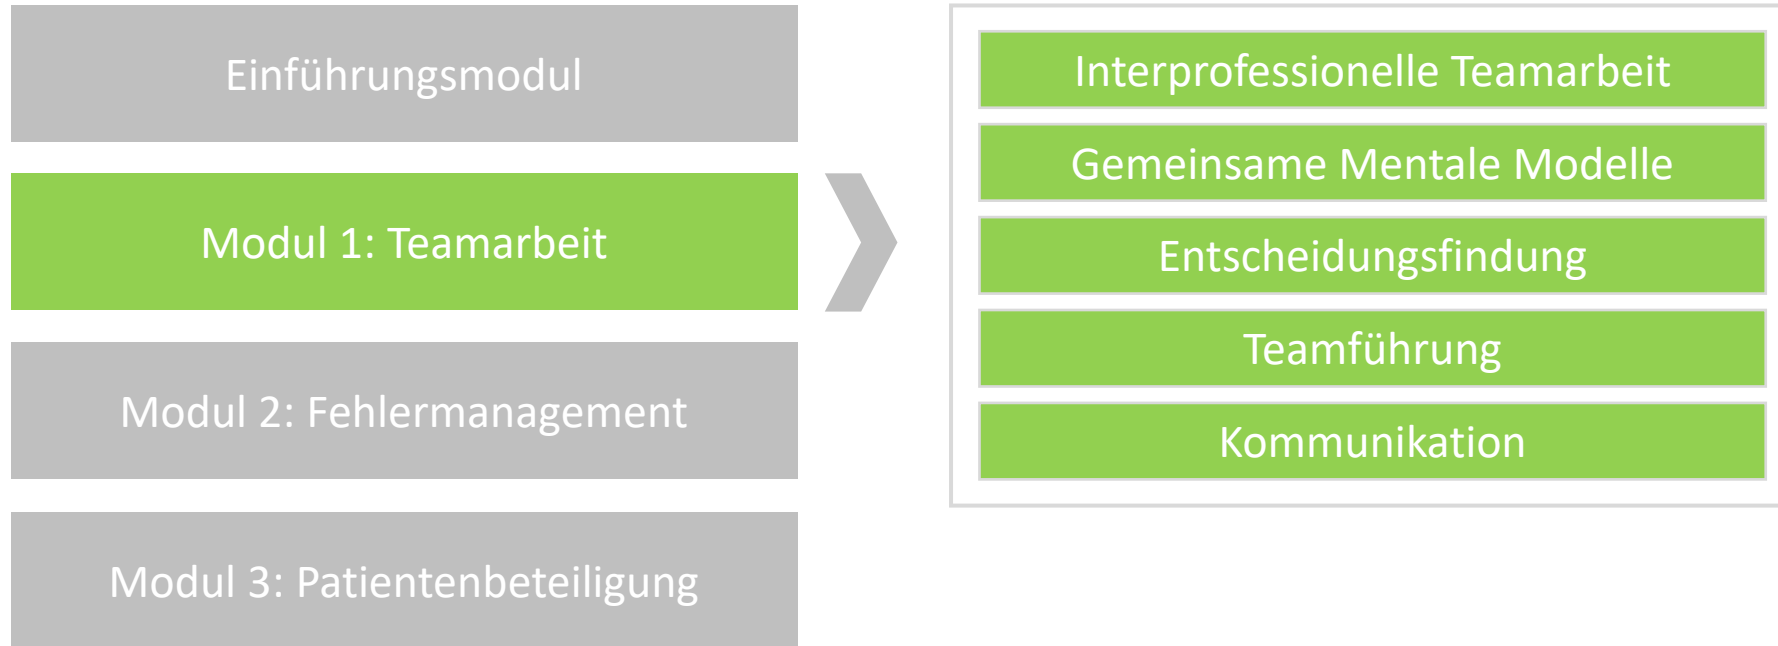 Einführungsmodul
Modul 1: Teamarbeit
Modul 2: Fehlermanagement
Modul 3: Patientenbeteiligung
Interprofessionelle Teamarbeit
Gemeinsame Mentale Modelle
Entscheidungsfindung
Teamführung
Kommunikation